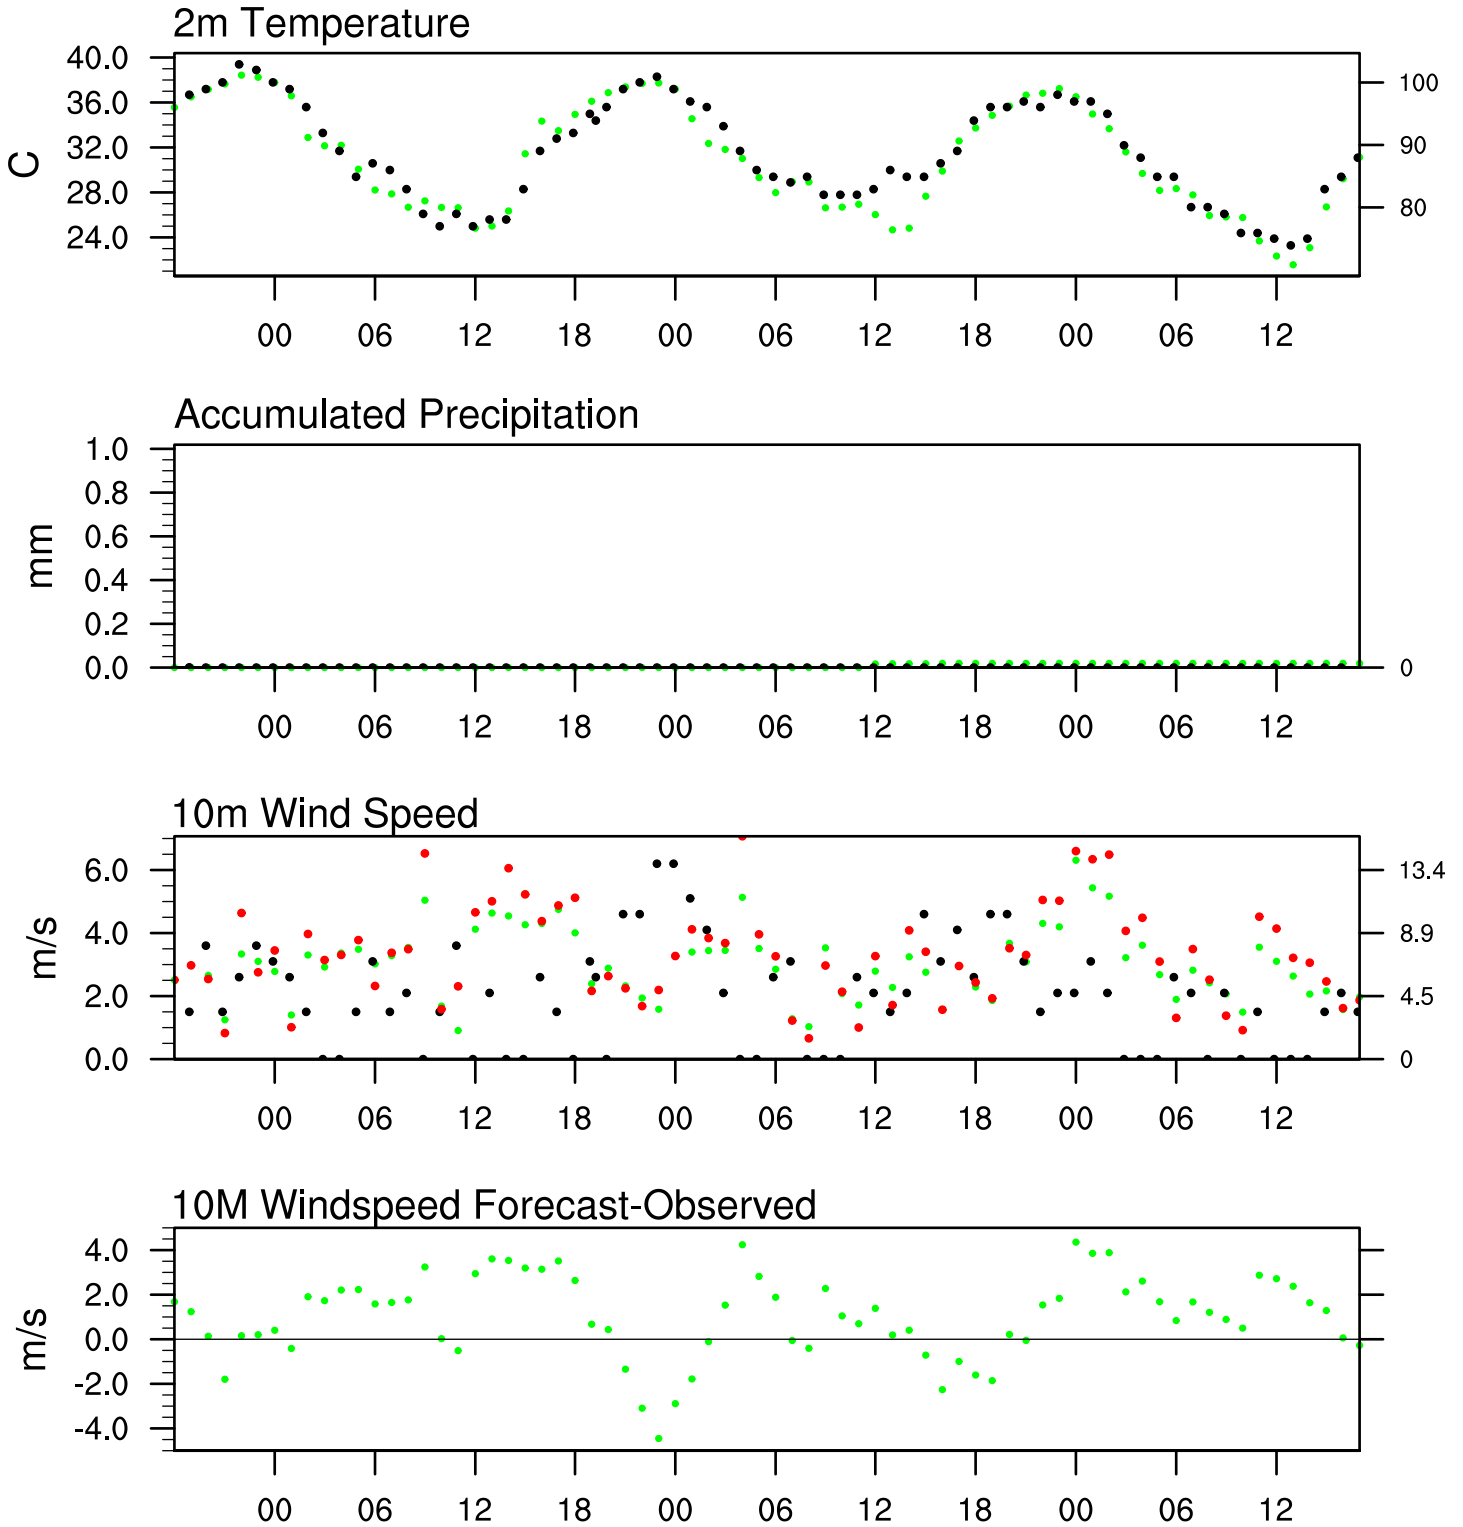 2m Temperature
40.0
36.0
32.0
28.0
24.0
C
100
90
80
00 06 12 18 00 06 12 18 00 06 12
Accumulated Precipitation
1.0
0.8
0.6
0.4
0.2
0.0
mm
0
00 06 12 18 00 06 12 18 00 06 12
10m Wind Speed
6.0
4.0
2.0
0.0
m/s
13.4
8.9
4.5
0
00 06 12 18 00 06 12 18 00 06 12
10M Windspeed Forecast-Observed
4.0
2.0
0.0
-2.0
-4.0
m/s
00 06 12 18 00 06 12 18 00 06 12